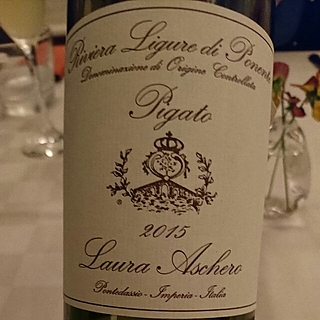 Riviera Ligure di Ponente
Denominazione di Origine Controllata
Pigato
®
2015
Laura Aschero
Pontedassio - Imperia - Italia